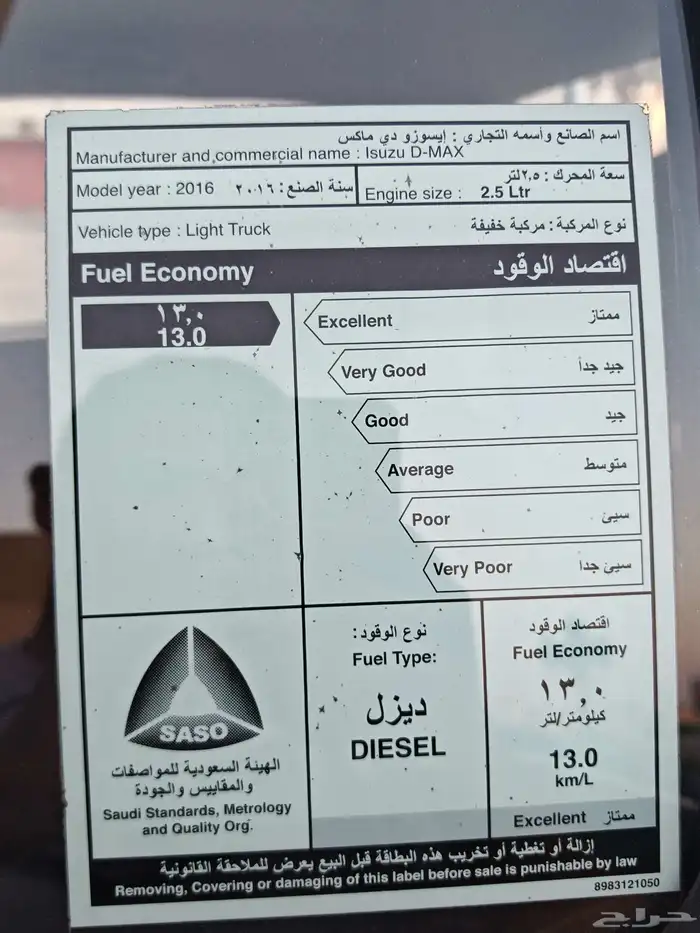 اسم الصانع وأسمه التجاري : إيسوزو دي ماكس
Manufacturer and commercial name : Isuzu D-MAX
سنة الصنع: ٢٠١٦
Model year : 2016
سعة المحرك: ٢,٥لتر
Engine size : 2.5 Ltr
نوع المركبة: مركبة خفيفة
Vehicle type : Light Truck
Fuel Economy اقتصاد الوقود
١٣,٠
13.0
Excellent ممتاز
Very Good جيد جداً
Good جيد
Average متوسط
Poor سيئ
Very Poor سيئ جداً
SASO
الهيئة السعودية للمواصفات
والمقاييس والجودة
Saudi Standards, Metrology
and Quality Org.
نوع الوقود:
Fuel Type:
ديزل
DIESEL
اقتصاد الوقود
Fuel Economy
١٣,٠
كيلومتر/لتر
13.0
km/L
Excellent ممتاز
إزالة أو تغطية أو تخريب هذه البطاقة قبل البيع يعرض للملاحقة القانونية
Removing, Covering or damaging of this label before sale is punishable by law
8983121050
حراج